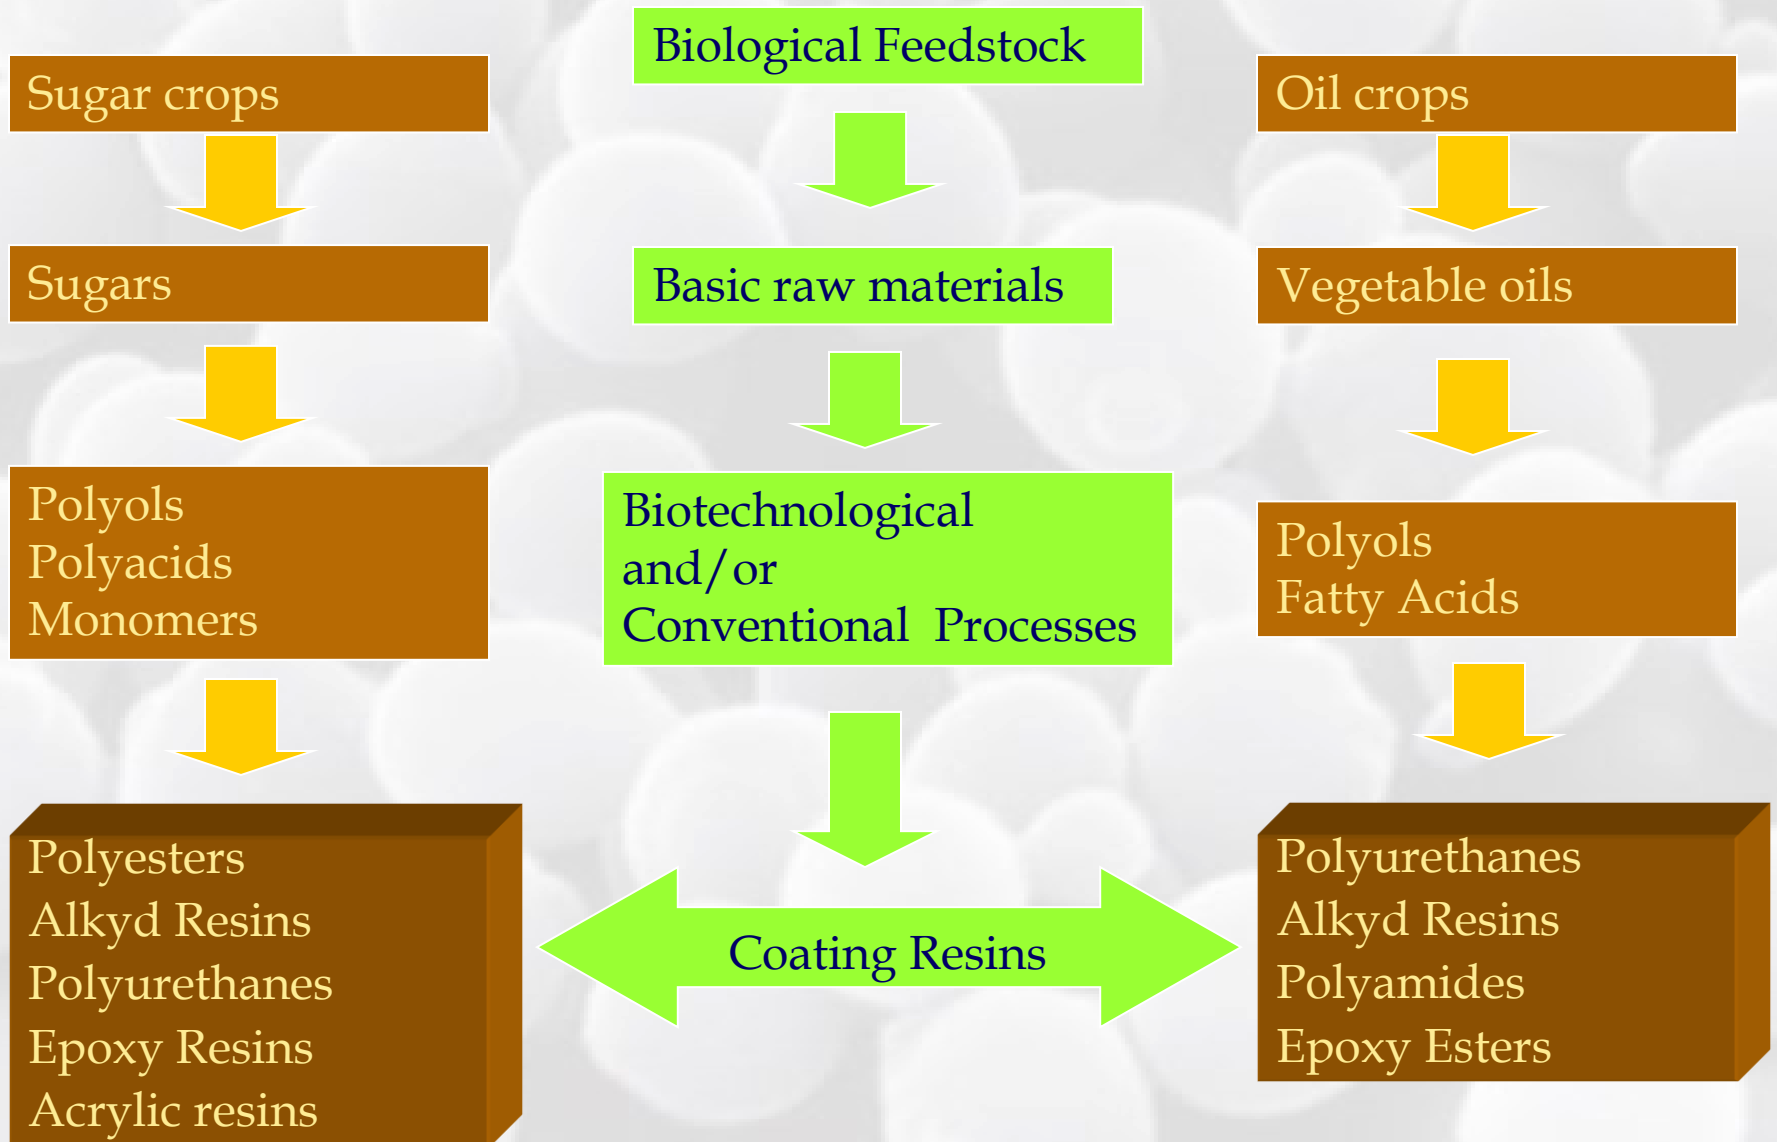 Biological Feedstock
Sugar crops
Oil crops
Sugars
Basic raw materials
Vegetable oils
Polyols
Polyacids
Monomers
Biotechnological
and/or
Conventional  Processes
Polyols
Fatty Acids
Polyesters
Alkyd Resins
Polyurethanes
Epoxy Resins
Acrylic resins
Coating Resins
Polyurethanes
Alkyd Resins
Polyamides
Epoxy Esters